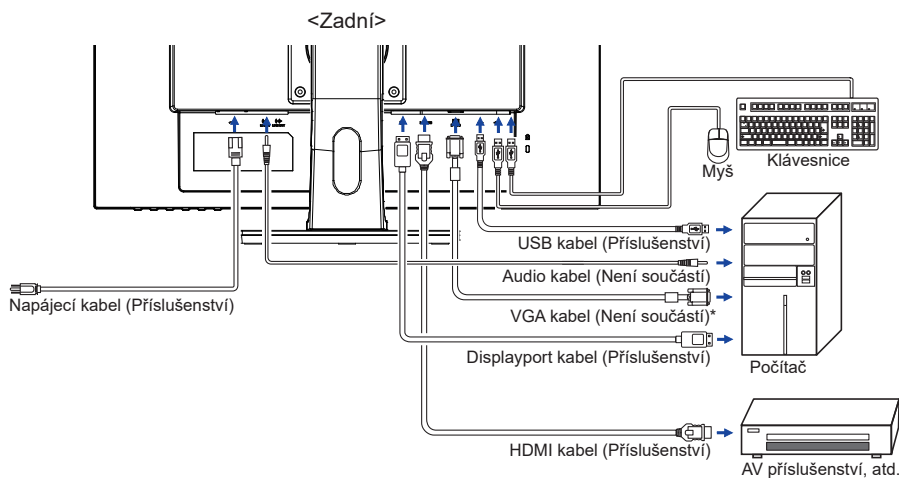 <Zadní>
Klávesnice
Myš
USB kabel (Příslušenství)
Audio kabel (Není součástí)
Napájecí kabel (Příslušenství)
VGA kabel (Není součástí)*
Displayport kabel (Příslušenství)
Počítač
HDMI kabel (Příslušenství)
AV příslušenství, atd.